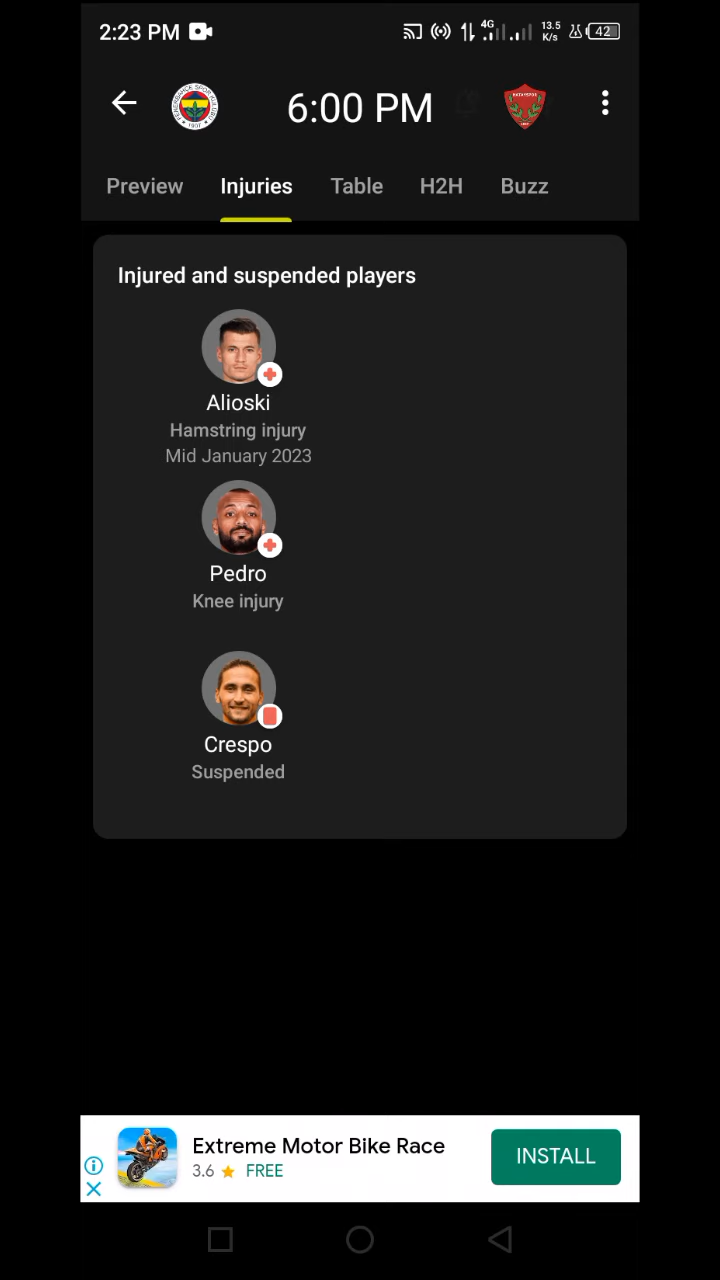 2:23 PM
4G
13.5
K/s
42
6:00 PM
Preview Injuries Table H2H Buzz
Injured and suspended players
Alioski
Hamstring injury
Mid January 2023
Pedro
Knee injury
Crespo
Suspended
Extreme Motor Bike Race
3.6 FREE
INSTALL